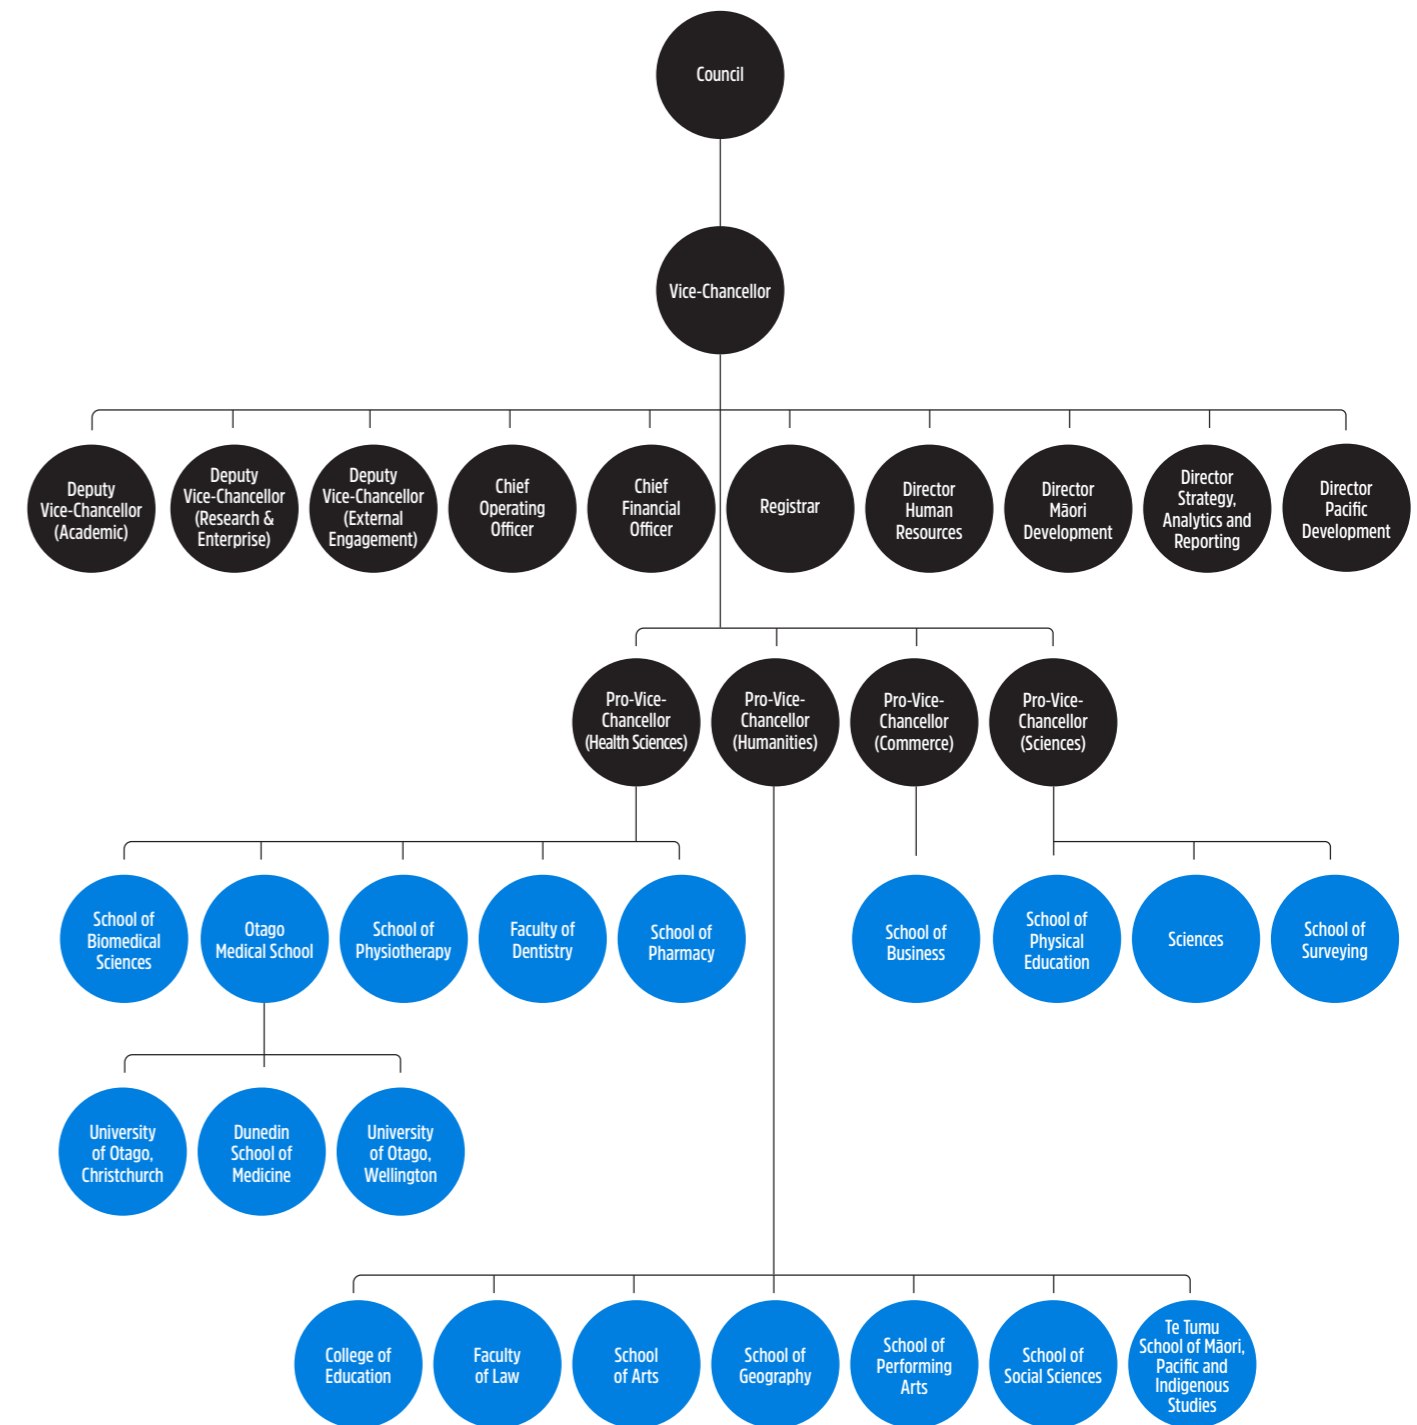 Council
Vice-Chancellor
Deputy
Vice-Chancellor
(Academic)
Deputy
Vice-Chancellor
(Research &
Enterprise)
Deputy
Vice-Chancellor
(External
Engagement)
Chief
Operating
Officer
Chief
Financial
Officer
Registrar
Director
Human
Resources
Director
Māori
Development
Director
Strategy,
Analytics and
Reporting
Director
Pacific
Development
Pro-Vice-
Chancellor
(Health Sciences)
Pro-Vice-
Chancellor
(Humanities)
Pro-Vice-
Chancellor
(Commerce)
Pro-Vice-
Chancellor
(Sciences)
School of
Biomedical
Sciences
Otago
Medical School
School of
Physiotherapy
Faculty of
Dentistry
School of
Pharmacy
School of
Business
School of
Physical
Education
Sciences
School of
Surveying
University
of Otago,
Christchurch
Dunedin
School of
Medicine
University
of Otago,
Wellington
College of
Education
Faculty
of Law
School
of Arts
School of
Geography
School of
Performing
Arts
School of
Social Sciences
Te Tumu
School of Māori,
Pacific and
Indigenous
Studies